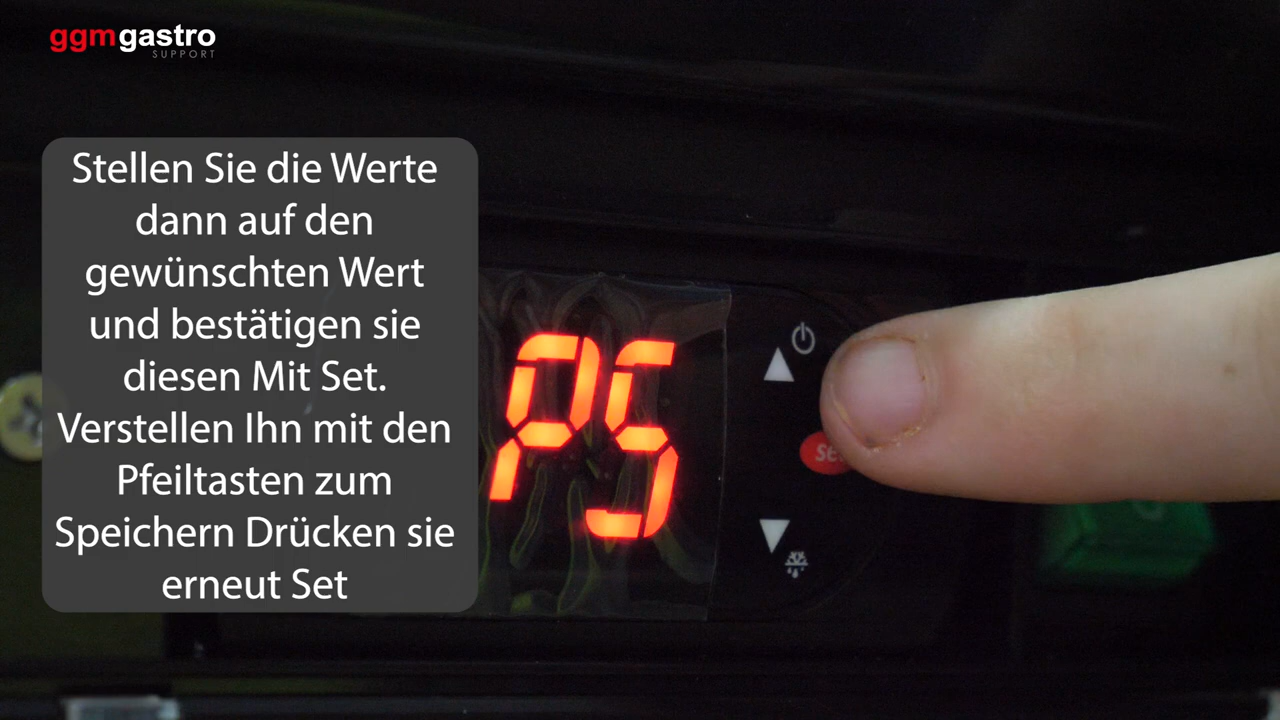 ggmgastro
SUPPORT
Stellen Sie die Werte
dann auf den
gewünschten Wert
und bestätigen sie
diesen Mit Set.
Verstellen Ihn mit den
Pfeiltasten zum
Speichern Drücken sie
erneut Set
PS